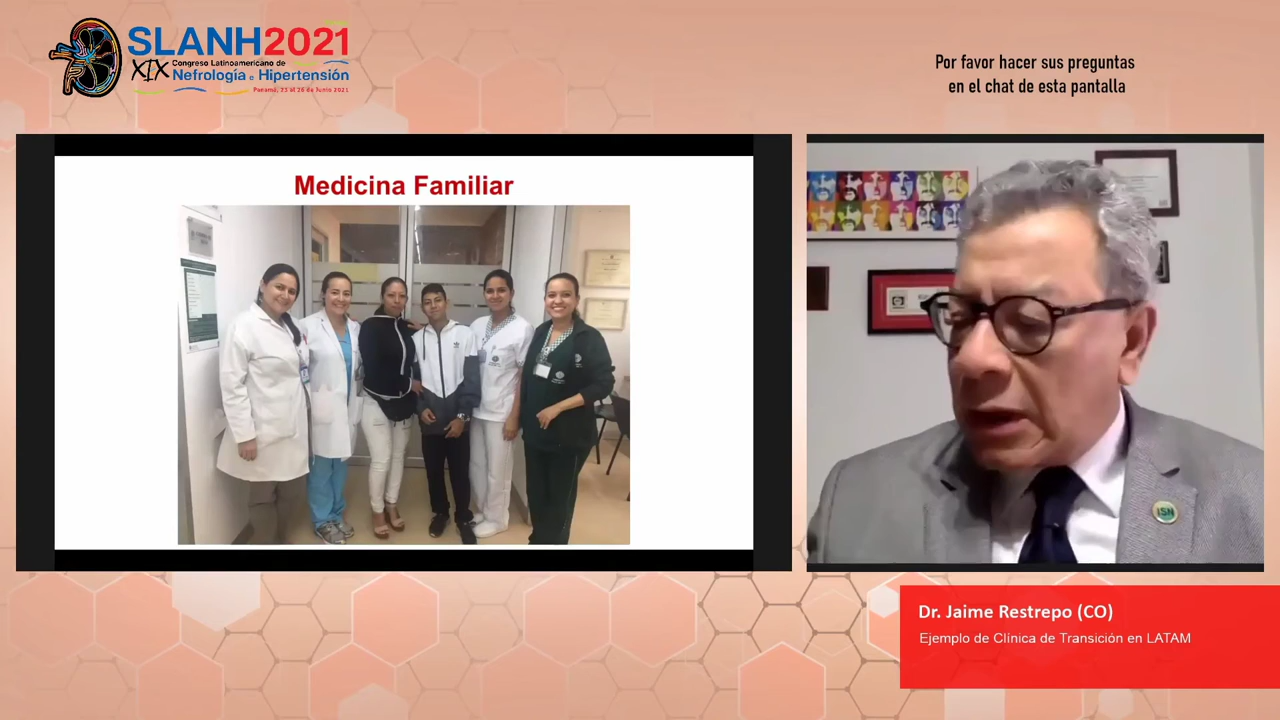 SLANH2021
XIX
Congreso Latinoamericano de
Nefrología e Hipertensión
Panamá, 23 al 26 de Junio 2021
Por favor hacer sus preguntas
en el chat de esta pantalla
Medicina Familiar
ISN
Dr. Jaime Restrepo (CO)
Ejemplo de Clínica de Transición en LATAM